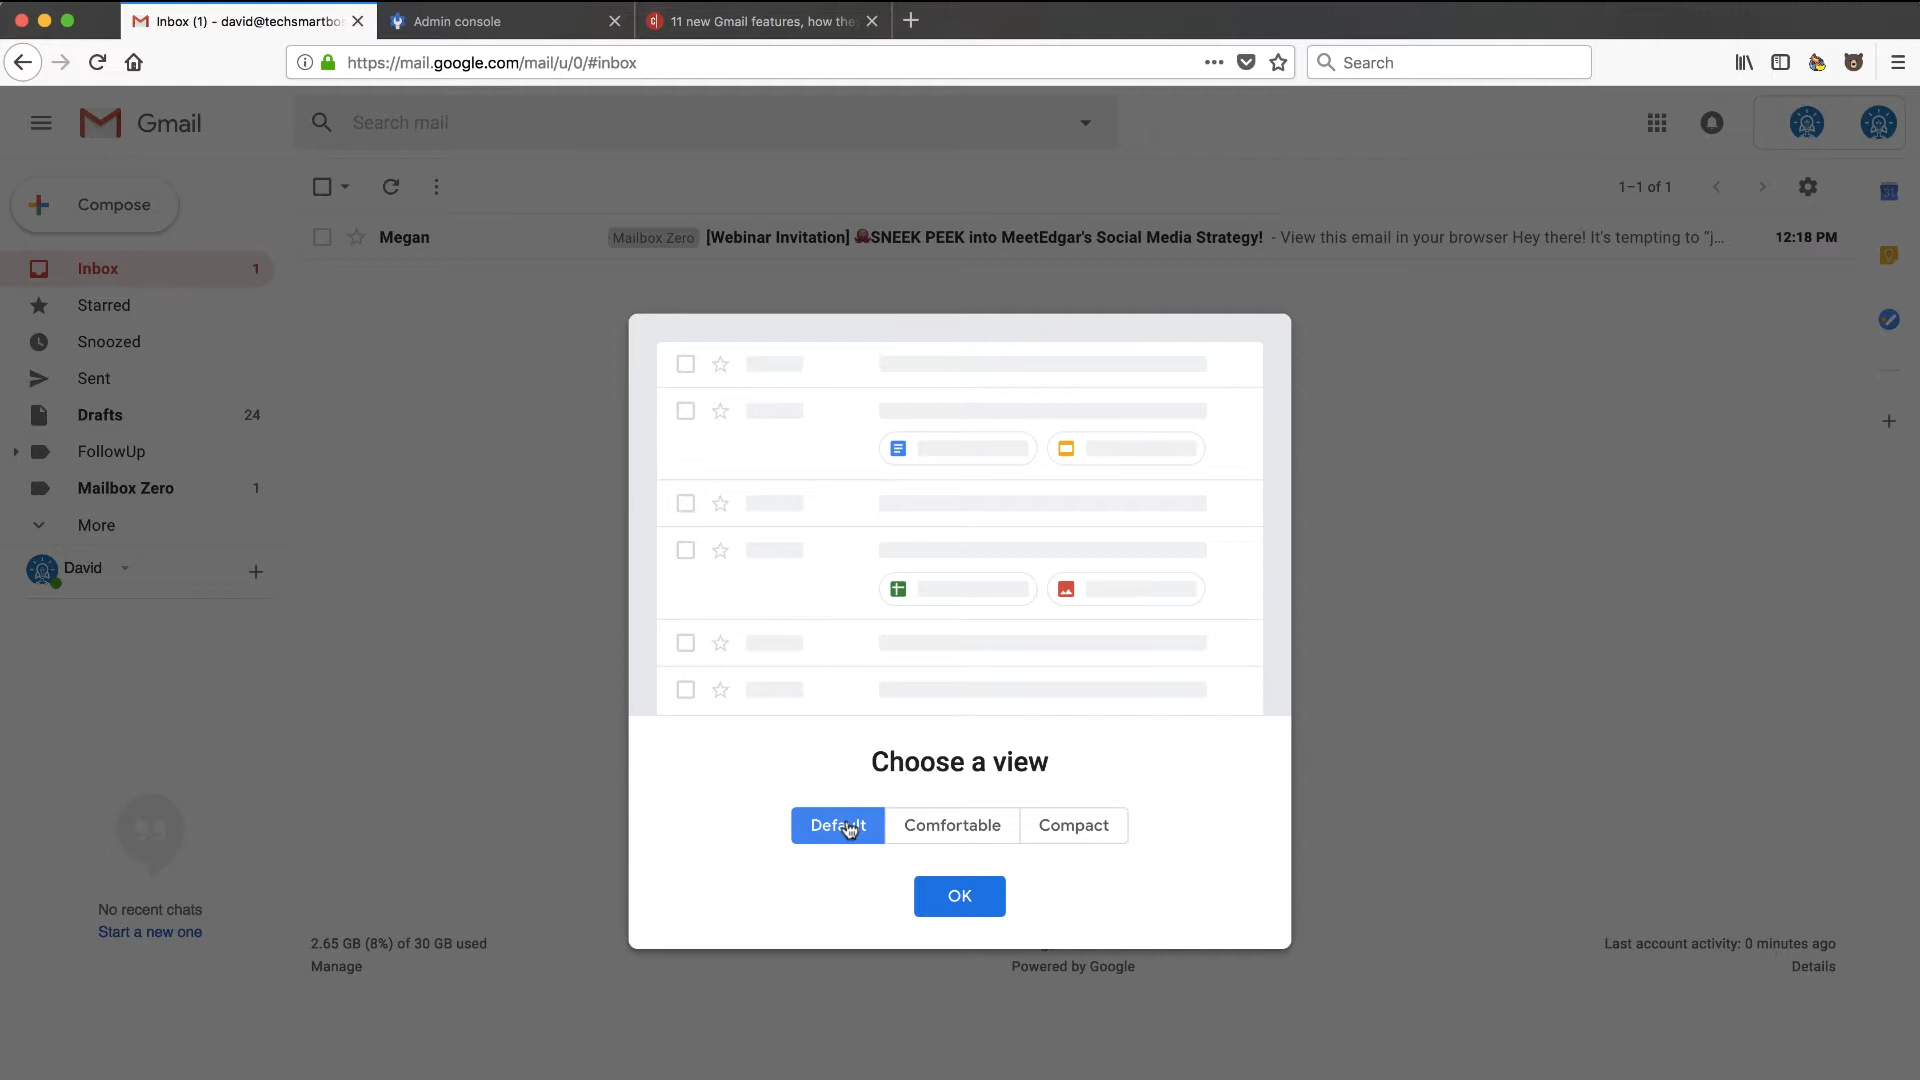 Inbox (1) - david@techsmartbos
Admin console
11 new Gmail features, how the
https://mail.google.com/mail/u/0/#inbox
Search
Gmail
Search mail
Compose
1–1 of 1
31
Megan
Mailbox Zero
[Webinar Invitation] SNEEK PEEK into MeetEdgar's Social Media Strategy! - View this email in your browser Hey there! It's tempting to "j...
12:18 PM
Inbox 1
Starred
Snoozed
Sent
Drafts 24
FollowUp
Mailbox Zero 1
More
David
Choose a view
Default Comfortable Compact
OK
No recent chats
Start a new one
2.65 GB (8%) of 30 GB used
Manage
Powered by Google
Last account activity: 0 minutes ago
Details